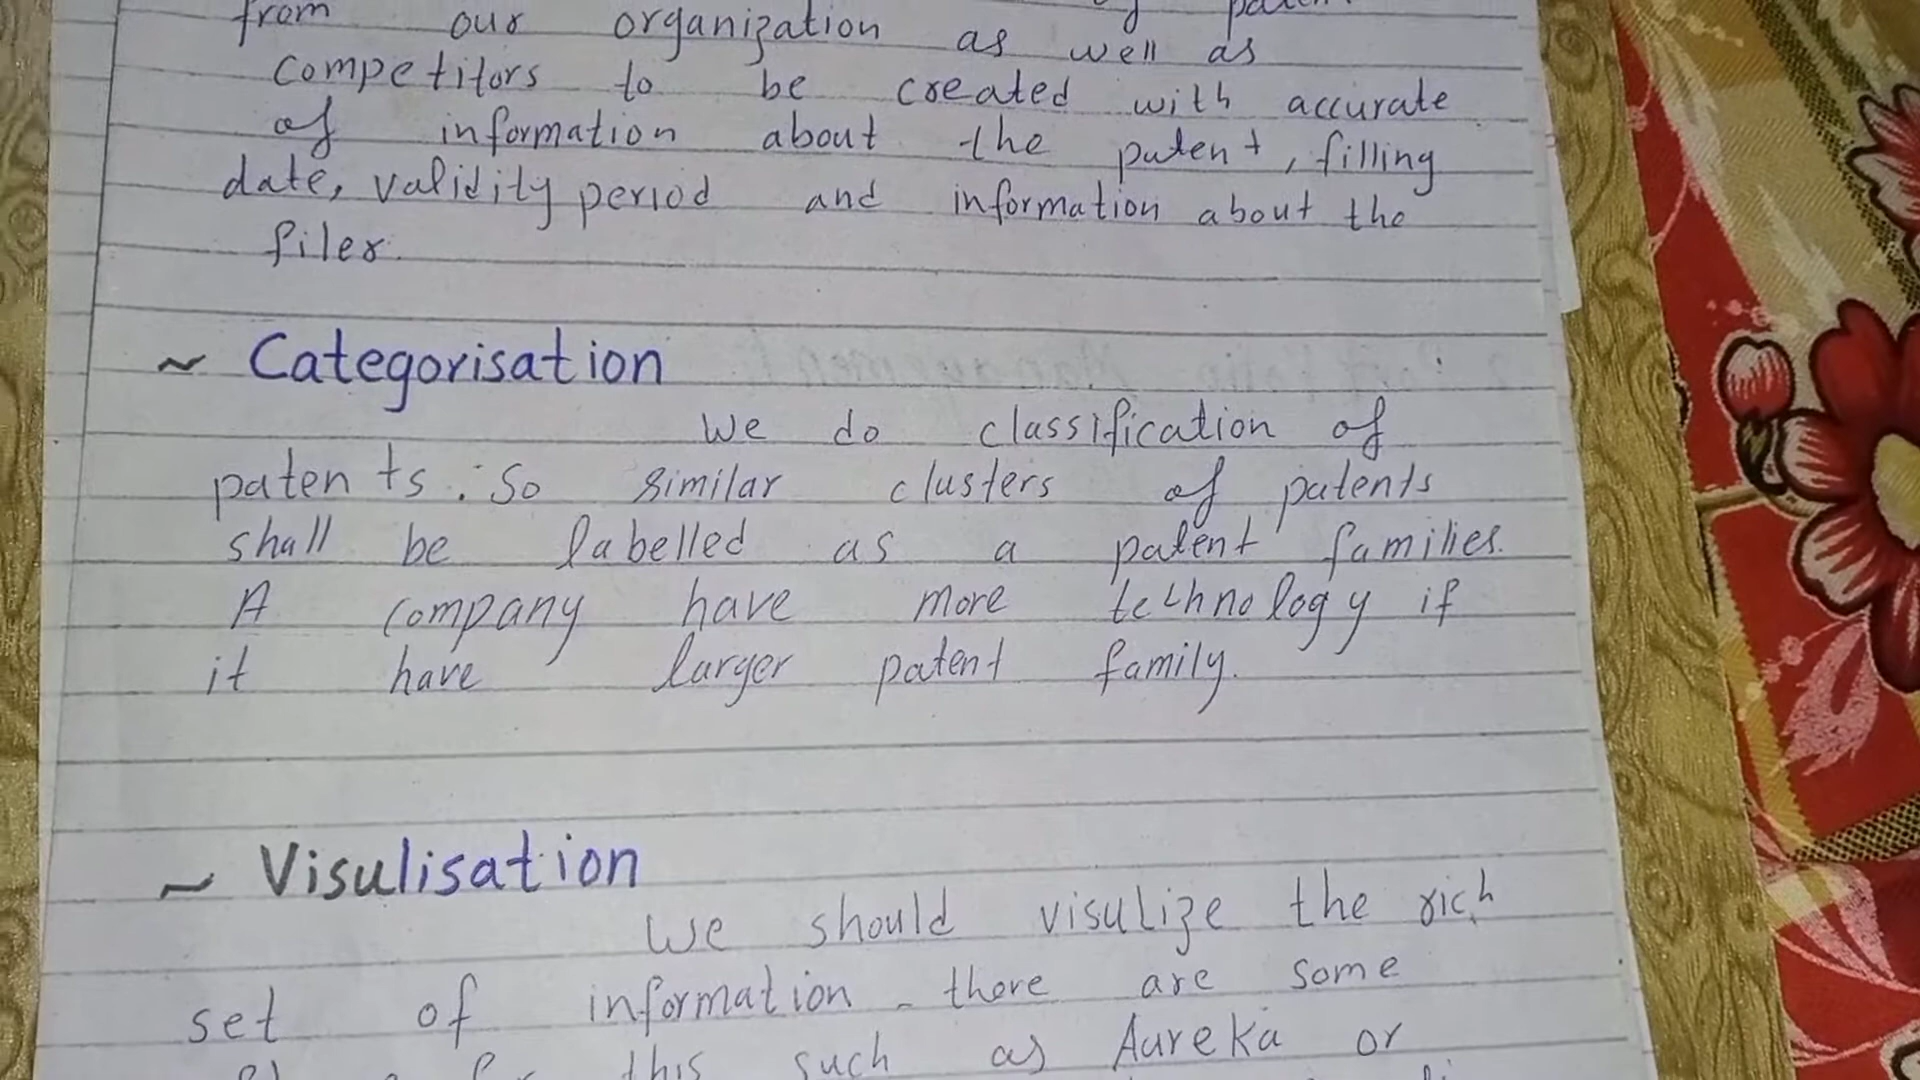 from our organization as well as
competitors to be created with accurate
of information about the patent, filling
date, validity period and information about the
filer.
~ Categorisation
We do classification of
patents. So similar clusters of patents
shall be labelled as a patent families.
A company have more technology if
it have larger patent family.
~ Visulisation
We should visulize the rich
set of information - there are some
this such as Aureka or